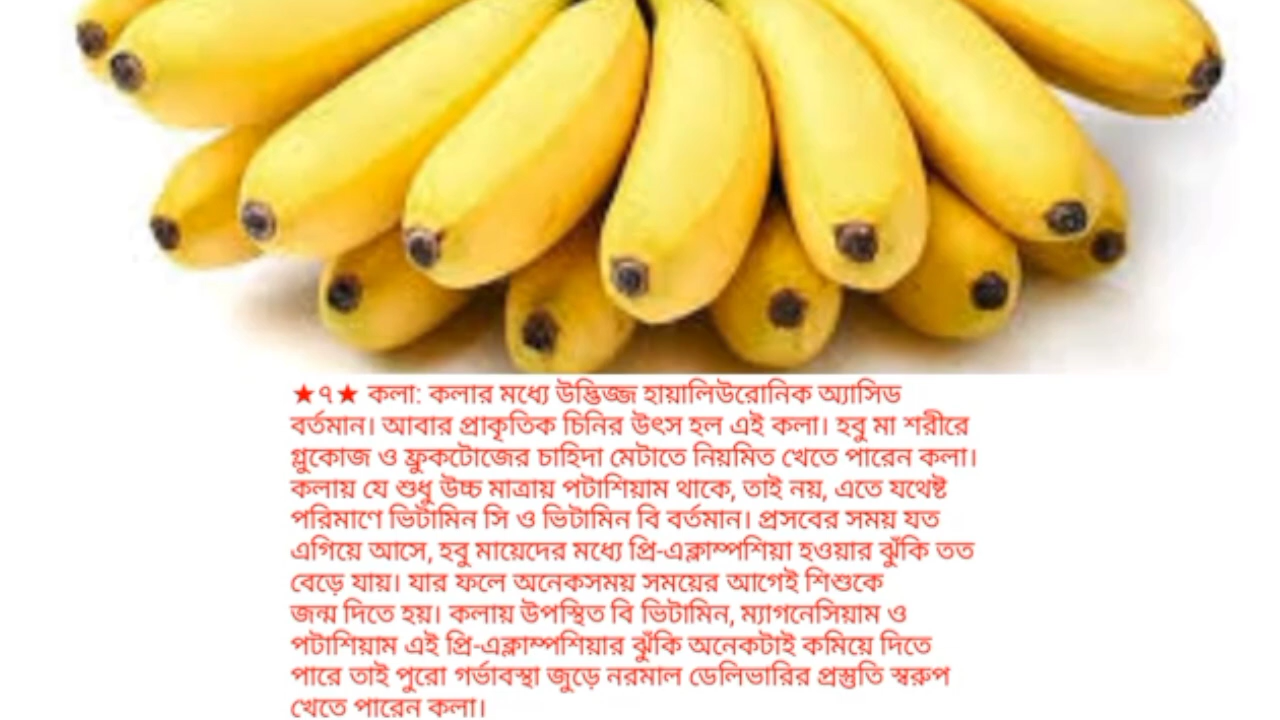 ★৭★ কলা: কলার মধ্যে উদ্ভিজ্জ হায়ালিউরোনিক অ্যাসিড
বর্তমান। আবার প্রাকৃতিক চিনির উৎস হল এই কলা। হবু মা শরীরে
গ্লুকোজ ও ফ্রুকটোজের চাহিদা মেটাতে নিয়মিত খেতে পারেন কলা।
কলায় যে শুধু উচ্চ মাত্রায় পটাশিয়াম থাকে, তাই নয়, এতে যথেষ্ট
পরিমাণে ভিটামিন সি ও ভিটামিন বি বর্তমান। প্রসবের সময় যত
এগিয়ে আসে, হবু মায়েদের মধ্যে প্রি-এক্লাম্পশিয়া হওয়ার ঝুঁকি তত
বেড়ে যায়। যার ফলে অনেকসময় সময়ের আগেই শিশুকে
জন্ম দিতে হয়। কলায় উপস্থিত বি ভিটামিন, ম্যাগনেসিয়াম ও
পটাশিয়াম এই প্রি-এক্লাম্পশিয়ার ঝুঁকি অনেকটাই কমিয়ে দিতে
পারে তাই পুরো গর্ভাবস্থা জুড়ে নরমাল ডেলিভারির প্রস্তুতি স্বরুপ
খেতে পারেন কলা।